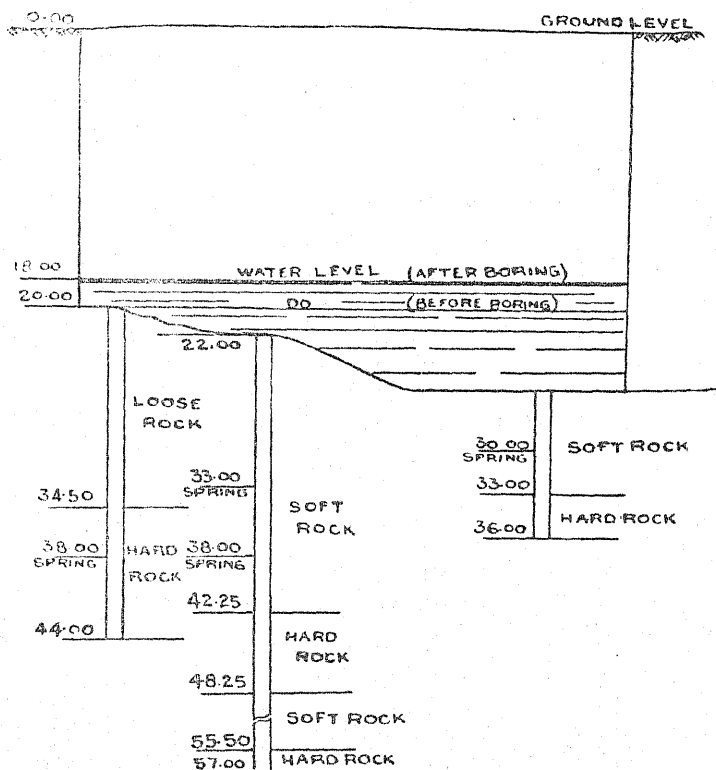 0.00
GROUND LEVEL
18.00
WATER LEVEL (AFTER BORING)
20.00
DO (BEFORE BORING)
22.00
LOOSE
ROCK
30.00
SPRING
SOFT ROCK
33.00
SPRING
33.00
34.50
SOFT
ROCK
HARD ROCK
36.00
38.00
SPRING
HARD
ROCK
38.00
SPRING
42.25
44.00
HARD
ROCK
48.25
SOFT ROCK
55.50
57.00
HARD ROCK